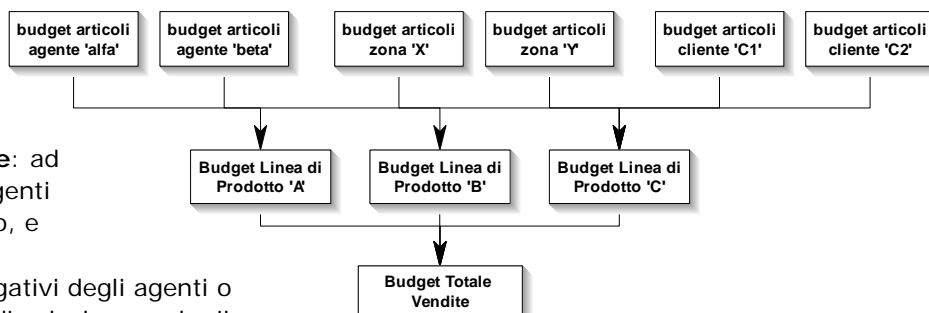 budget articoli
agente 'alfa'
budget articoli
agente 'beta'
budget articoli
zona 'X'
budget articoli
zona 'Y'
budget articoli
cliente 'C1'
budget articoli
cliente 'C2'
e: ad
genti
o, e
gativi degli agenti o
Budget Linea di
Prodotto 'A'
Budget Linea di
Prodotto 'B'
Budget Linea di
Prodotto 'C'
Budget Totale
Vendite